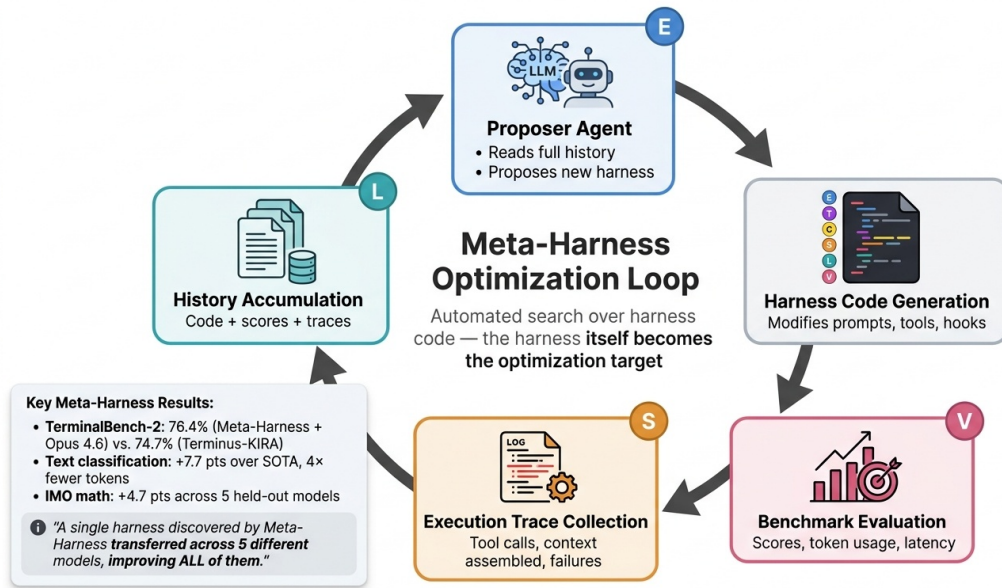 E
LLM
Proposer Agent
• Reads full history
• Proposes new harness
L
History Accumulation
Code + scores + traces
Meta-Harness
Optimization Loop
Automated search over harness
code — the harness itself becomes
the optimization target
E
T
C
S
L
V
Harness Code Generation
Modifies prompts, tools, hooks
Key Meta-Harness Results:
• TerminalBench-2: 76.4% (Meta-Harness +
Opus 4.6) vs. 74.7% (Terminus-KIRA)
• Text classification: +7.7 pts over SOTA, 4×
fewer tokens
• IMO math: +4.7 pts across 5 held-out models
"A single harness discovered by Meta-
Harness transferred across 5 different
models, improving ALL of them."
S
LOG
Execution Trace Collection
Tool calls, context
assembled, failures
V
Benchmark Evaluation
Scores, token usage, latency